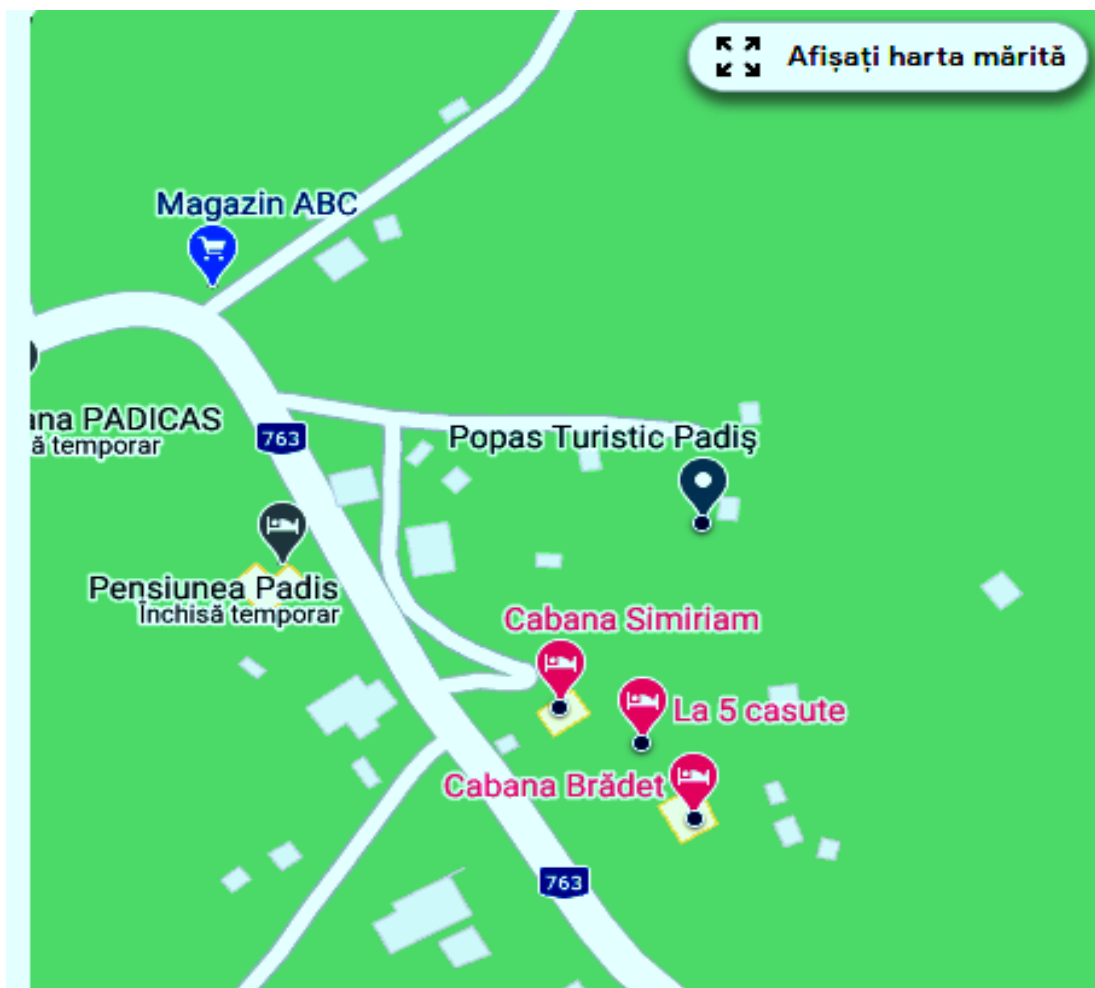 Afișați harta mărită
Magazin ABC
PADICAS
ă temporar
763
Popas Turistic Padiş
Pensiunea Padis
Închisă temporar
Cabana Simiriam
La 5 casute
Cabana Brădet
763